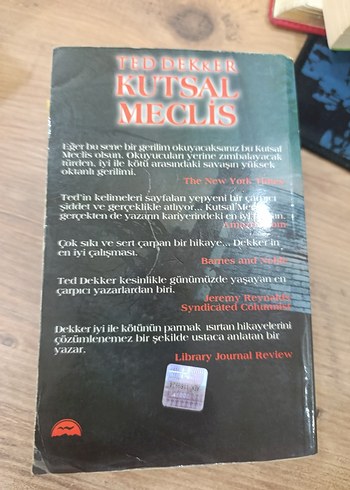 TED DEKKER
KUTSAL
MECLİS
Eğer bu sene bir gerilim okuyacaksanız bu Kutsal
Meclis olsun. Okuyucuları yerine zımbalayacak
türden, iyi ile kötü arasındaki savaşın yüksek
oktanlı gerilimi.
The New York Times
Ted'in kelimeleri sayfaları yepyeni bir çarpıcı
şiddet ve gerçeklikle atlıyor... Kutsal Meclis
gerçekten de yazarın kariyerindeki en iyi
Çok sıkı ve sert çarpan bir hikaye... Dekker'in
en iyi çalışması.
Barnes and Noble
Ted Dekker kesinlikle günümüzde yaşayan en
çarpıcı yazarlardan biri.
Jeremy Reynalds
Syndicated Columnist
Dekker iyi ile kötünün parmak ısırtan hikayelerini
çözümlenemez bir şekilde ustaca anlatan bir
yazar.
Library Journal Review